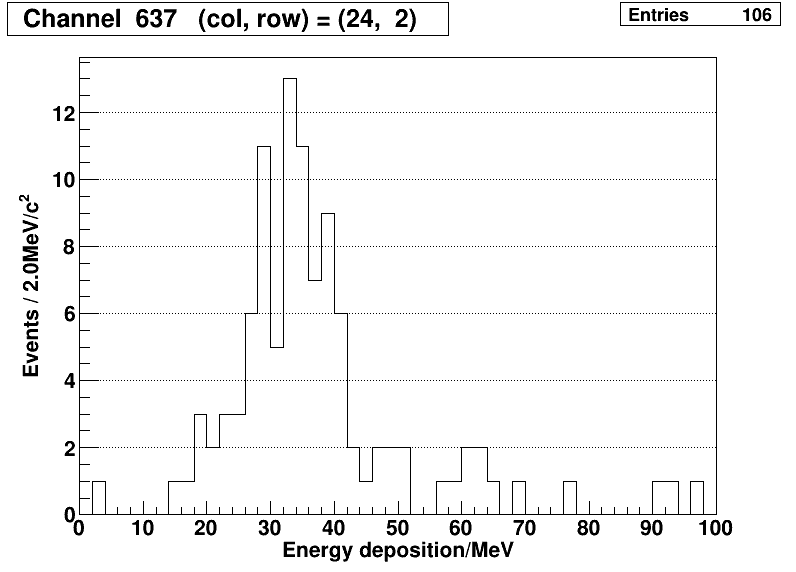 Channel 637 (col, row) = (24, 2)
Entries 106
Events / 2.0MeV/c²
12
10
8
6
4
2
0
0 10 20 30 40 50 60 70 80 90 100
Energy deposition/MeV